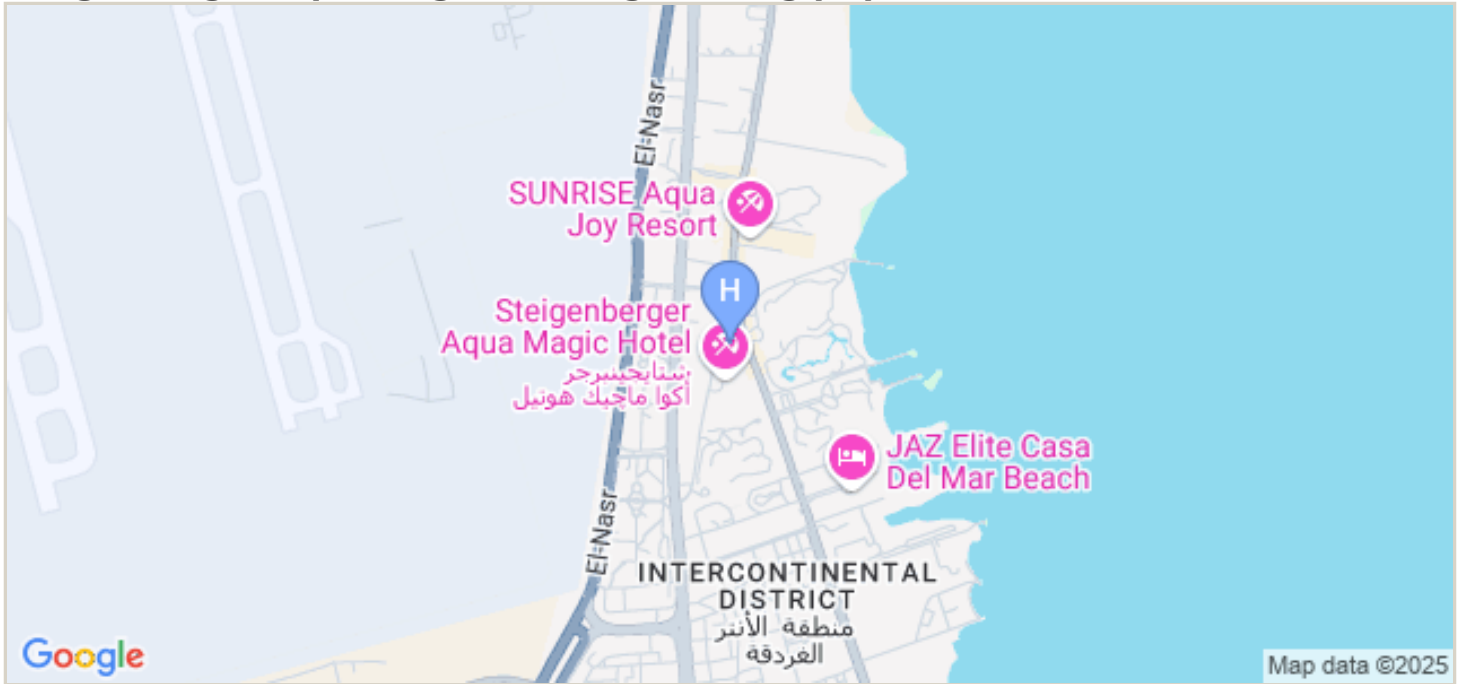 El-Nasr
SUNRISE Aqua
Joy Resort
H
Steigenberger
Aqua Magic Hotel
شتايجينبرجر
أكوا ماجيك هوتيل
JAZ Elite Casa
Del Mar Beach
El-Nasr
INTERCONTINENTAL
DISTRICT
منطقة الأنتر
الغردقة
Google
Map data ©2025